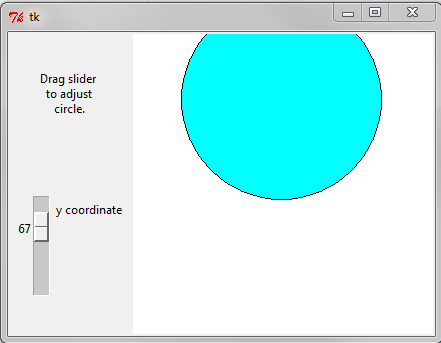 tk
Drag slider
to adjust
circle.
y coordinate
67